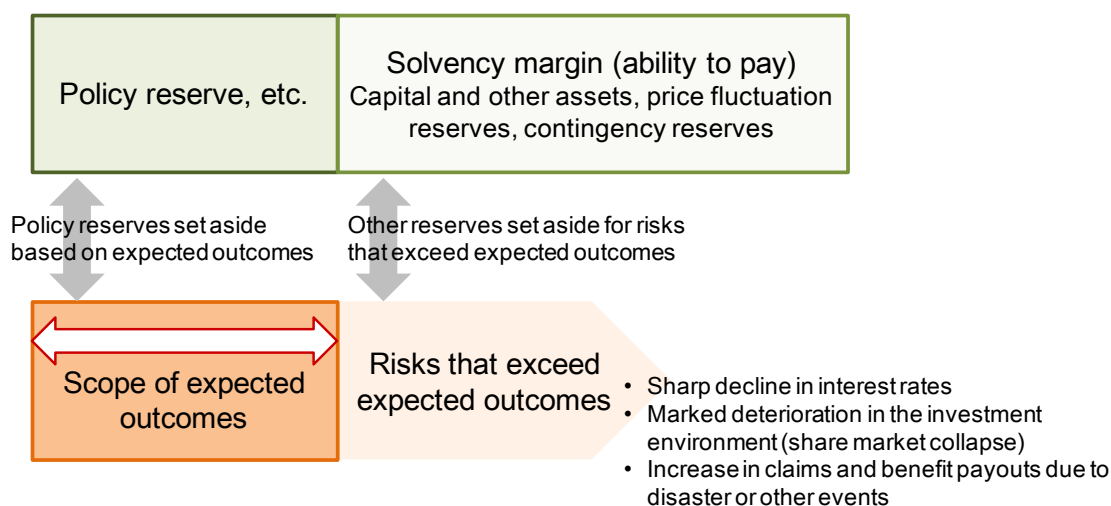 Policy reserve, etc.
Solvency margin (ability to pay)
Capital and other assets, price fluctuation
reserves, contingency reserves
Policy reserves set aside
based on expected outcomes
Other reserves set aside for risks
that exceed expected outcomes
Scope of expected
outcomes
Risks that exceed
expected outcomes
• Sharp decline in interest rates
• Marked deterioration in the investment
environment (share market collapse)
• Increase in claims and benefit payouts due to
disaster or other events